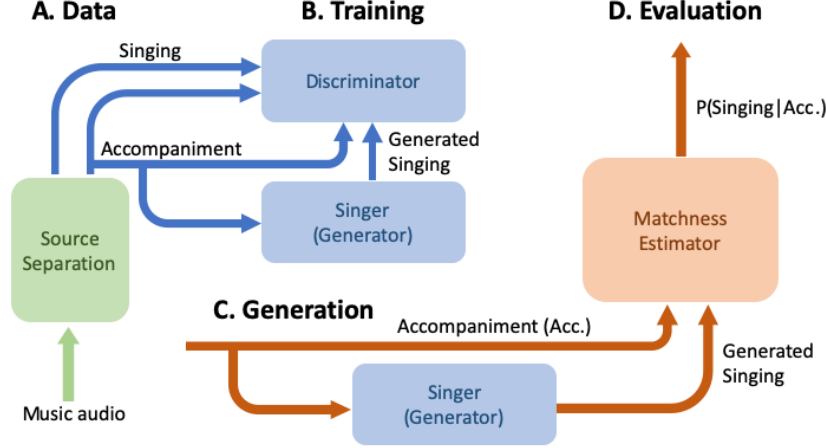 A. Data
B. Training
D. Evaluation
Singing
Discriminator
P(Singing|Acc.)
Accompaniment
Generated
Singing
Source
Separation
Singer
(Generator)
Matchness
Estimator
C. Generation
Accompaniment (Acc.)
Generated
Singing
Music audio
Singer
(Generator)